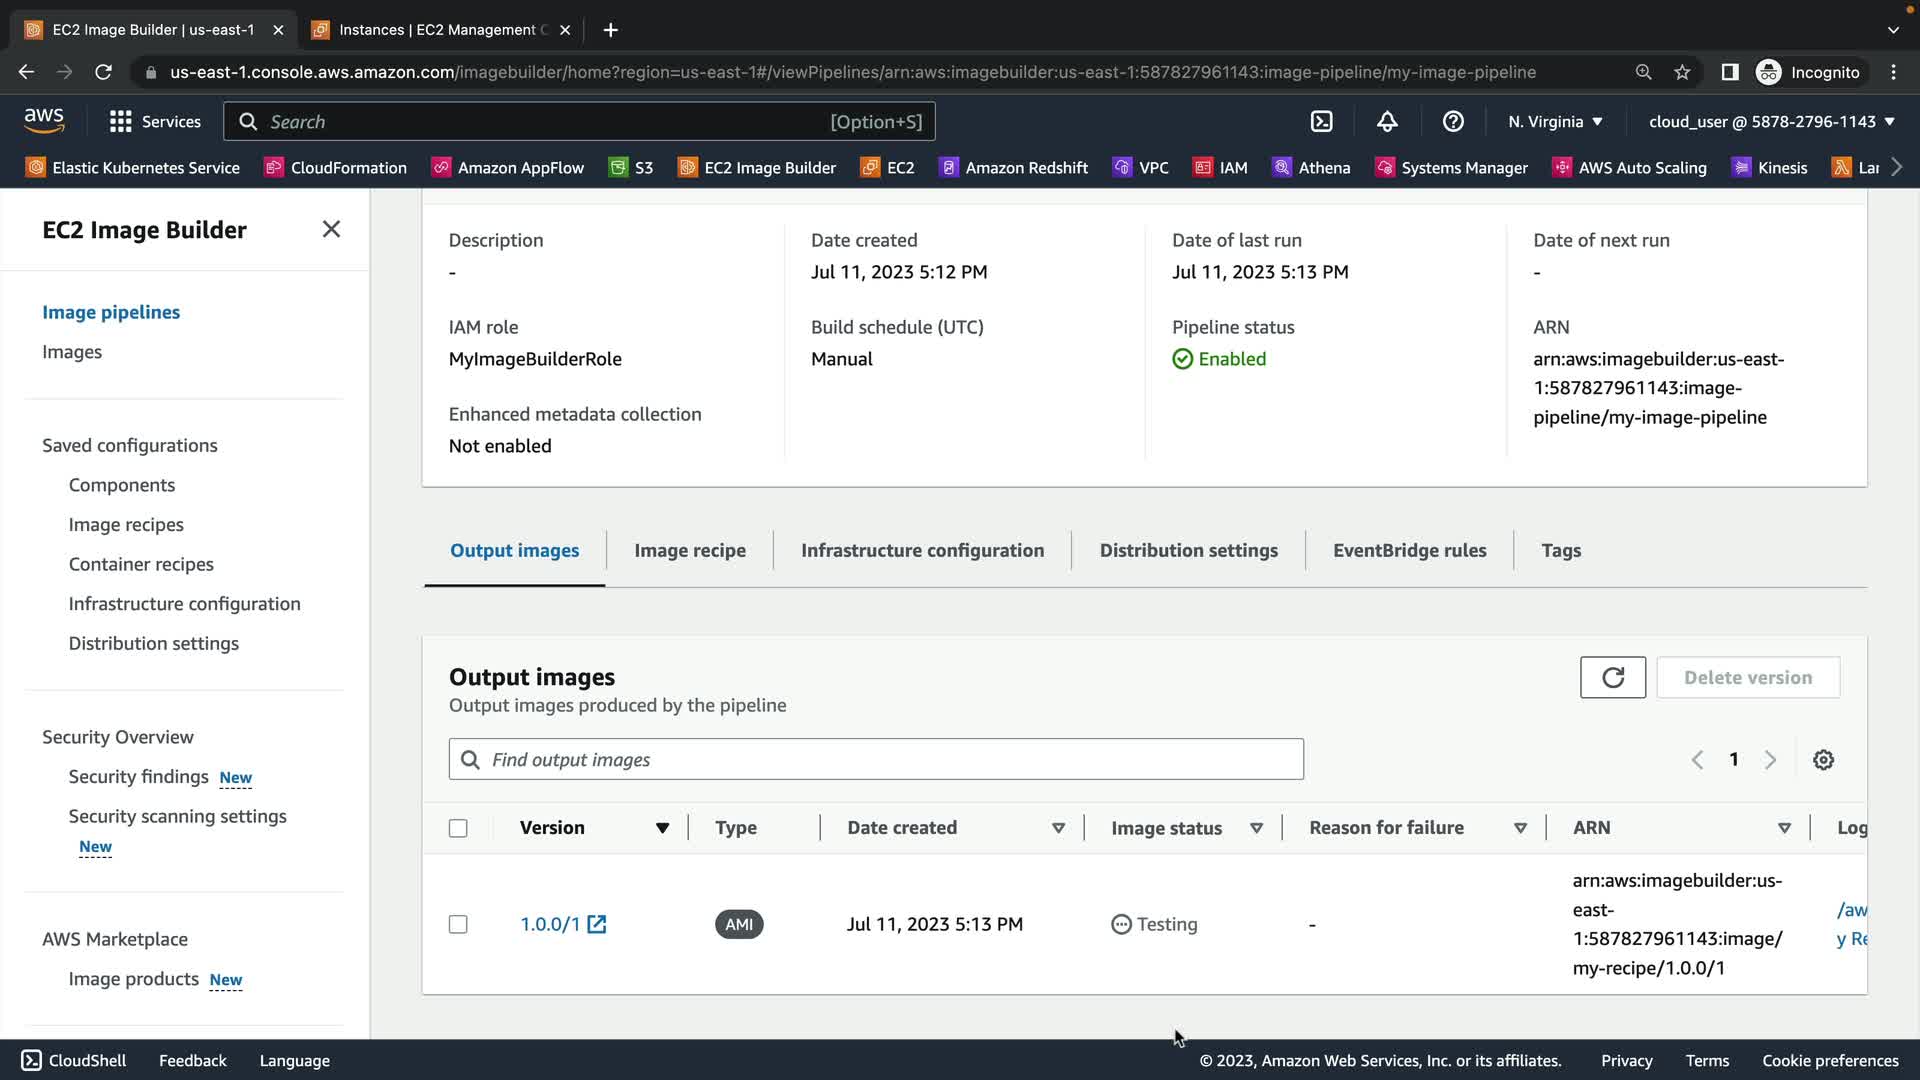 EC2 Image Builder | us-east-1
Instances | EC2 Management C
us-east-1.console.aws.amazon.com/imagebuilder/home?region=us-east-1#/viewPipelines/arn:aws:imagebuilder:us-east-1:587827961143:image-pipeline/my-image-pipeline
Incognito
aws
Services
Search
[Option+S]
N. Virginia
cloud_user @ 5878-2796-1143
Elastic Kubernetes Service
CloudFormation
Amazon AppFlow
S3
EC2 Image Builder
EC2
Amazon Redshift
VPC
IAM
Athena
Systems Manager
AWS Auto Scaling
Kinesis
Lar
EC2 Image Builder
Image pipelines
Images
Saved configurations
Components
Image recipes
Container recipes
Infrastructure configuration
Distribution settings
Security Overview
Security findings New
Security scanning settings
New
AWS Marketplace
Image products New
Description
-
IAM role
MyImageBuilderRole
Enhanced metadata collection
Not enabled
Date created
Jul 11, 2023 5:12 PM
Build schedule (UTC)
Manual
Date of last run
Jul 11, 2023 5:13 PM
Pipeline status
Enabled
Date of next run
-
ARN
arn:aws:imagebuilder:us-east-
1:587827961143:image-
pipeline/my-image-pipeline
Output images
Image recipe
Infrastructure configuration
Distribution settings
EventBridge rules
Tags
Output images
Output images produced by the pipeline
Delete version
Find output images
1
Version
Type
Date created
Image status
Reason for failure
ARN
Log
1.0.0/1
AMI
Jul 11, 2023 5:13 PM
Testing
-
arn:aws:imagebuilder:us-
east-
1:587827961143:image/
my-recipe/1.0.0/1
/aw
y Re
CloudShell
Feedback
Language
© 2023, Amazon Web Services, Inc. or its affiliates.
Privacy
Terms
Cookie preferences